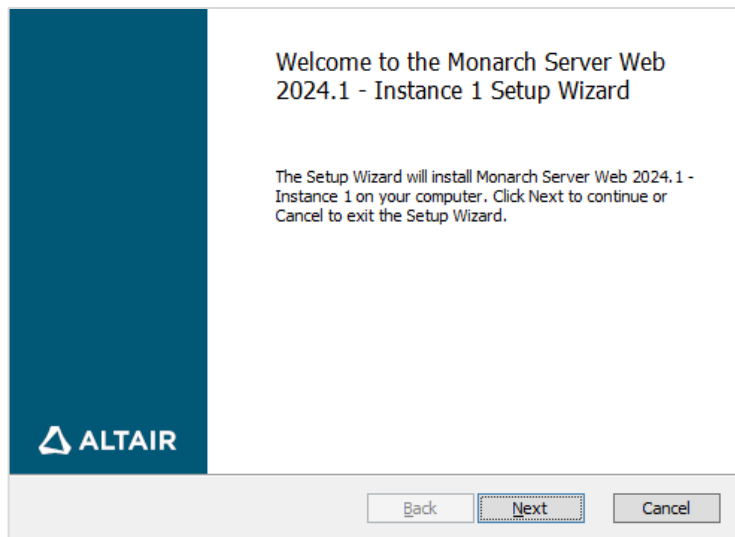 Welcome to the Monarch Server Web
2024.1 - Instance 1 Setup Wizard
The Setup Wizard will install Monarch Server Web 2024.1 -
Instance 1 on your computer. Click Next to continue or
Cancel to exit the Setup Wizard.
ALTAIR
Back Next Cancel